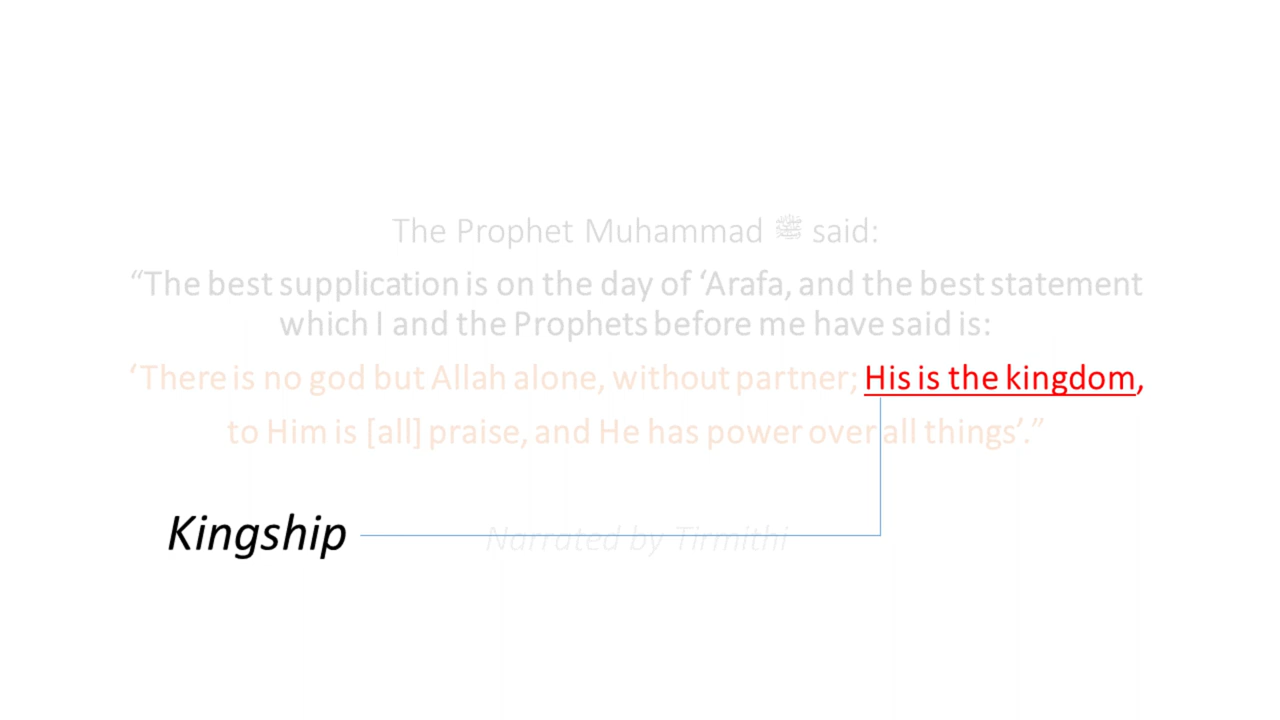 The Prophet Muhammad ﷺ said:
“The best supplication is on the day of ‘Arafa, and the best statement
which I and the Prophets before me have said is:
‘There is no god but Allah alone, without partner; His is the kingdom,
to Him is [all] praise, and He has power over all things’.”
Kingship
Narrated by Tirmithi